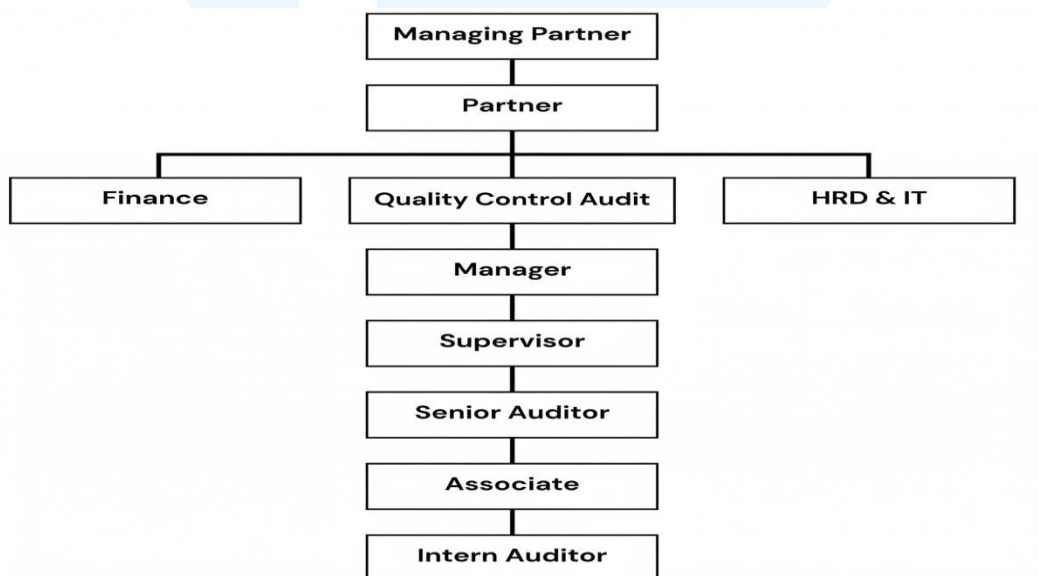 Managing Partner
Partner
Finance
Quality Control Audit
HRD & IT
Manager
Supervisor
Senior Auditor
Associate
Intern Auditor